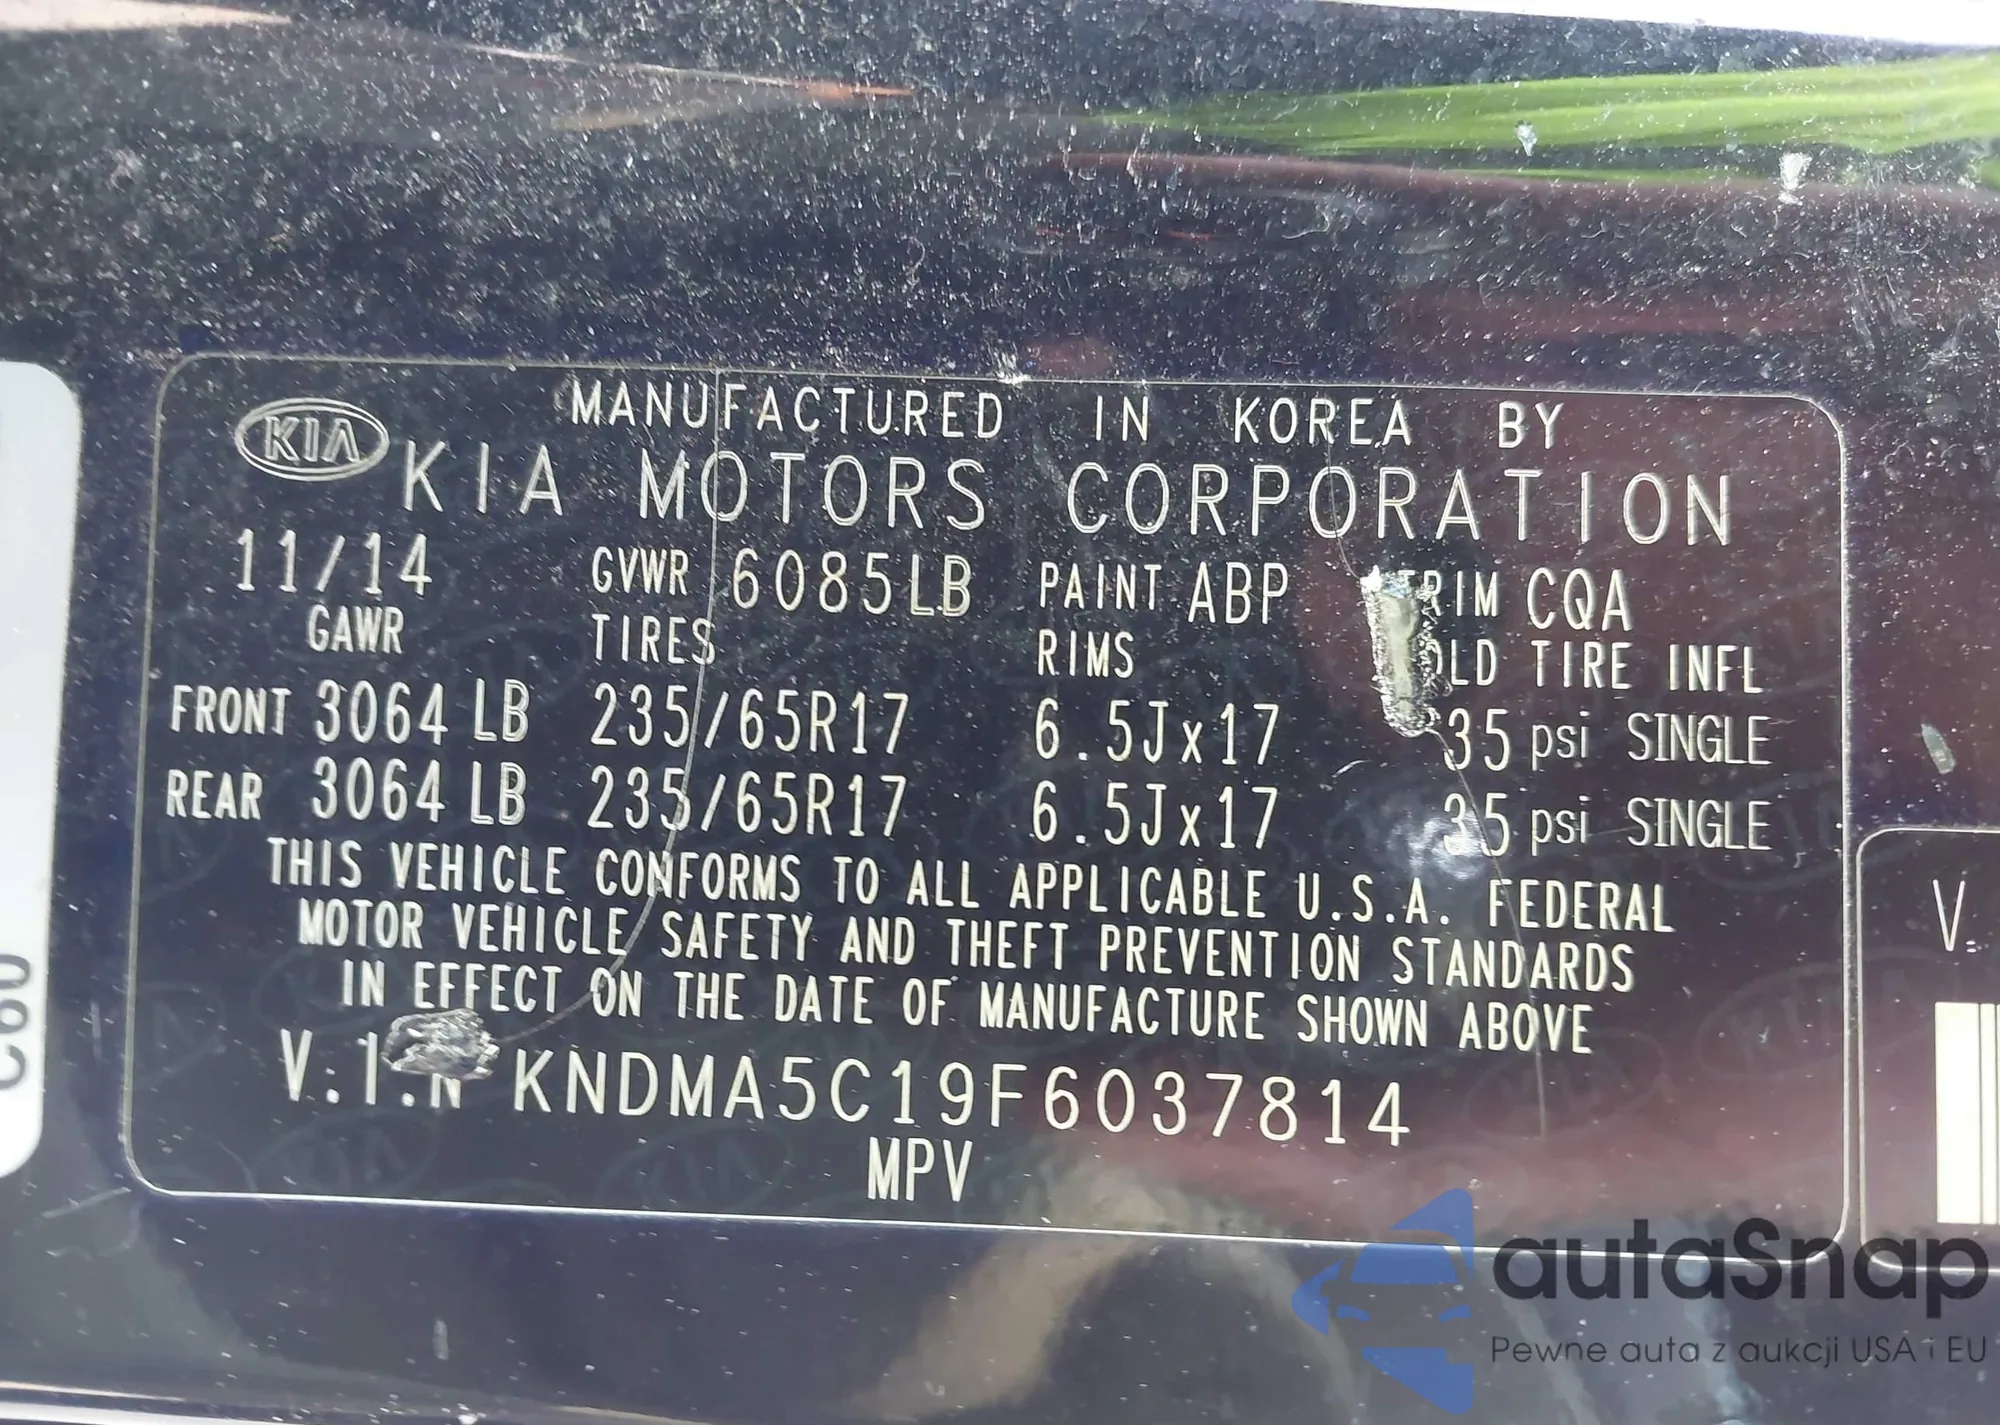 MANUFACTURED IN KOREA BY
KIA KIA MOTORS CORPORATION
11/14 GVWR 6085LB PAINT ABP TRIM CQA
GAWR TIRES RIMS OLD TIRE INFL
FRONT 3064 LB 235/65R17 6.5Jx17 35 psi SINGLE
REAR 3064 LB 235/65R17 6.5Jx17 35 psi SINGLE
THIS VEHICLE CONFORMS TO ALL APPLICABLE U.S.A. FEDERAL
MOTOR VEHICLE SAFETY AND THEFT PREVENTION STANDARDS
IN EFFECT ON THE DATE OF MANUFACTURE SHOWN ABOVE
V.I.N KNDMA5C19F6037814
MPV
V.
C60
autaSnap
Pewne auta z aukcji USA i EU